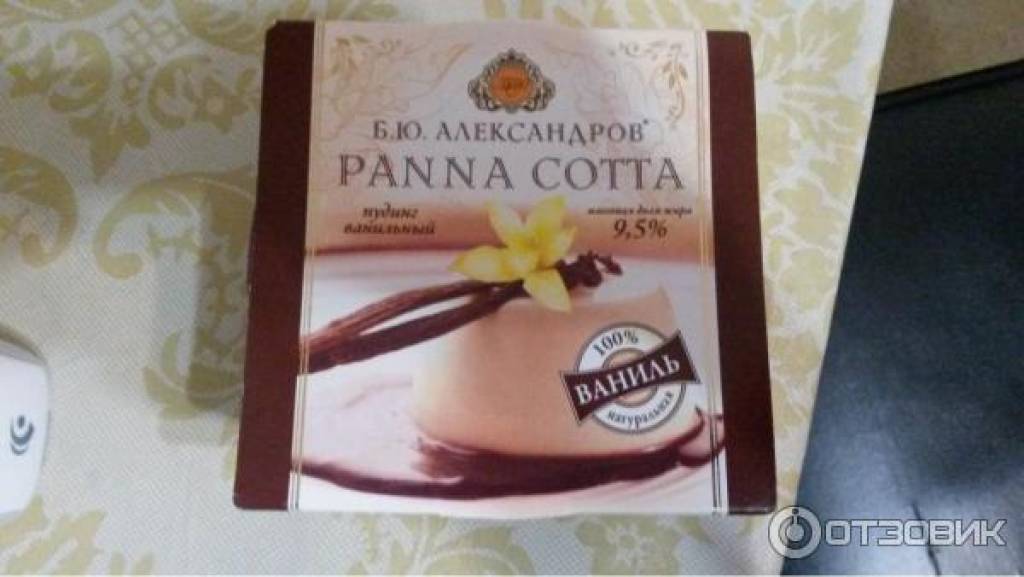 Б.Ю. АЛЕКСАНДРОВ
PANNA COTTA
пудинг
ванильный
массовая доля жира
9,5%
100%
ВАНИЛЬ
натуральная
ОТЗОВИК